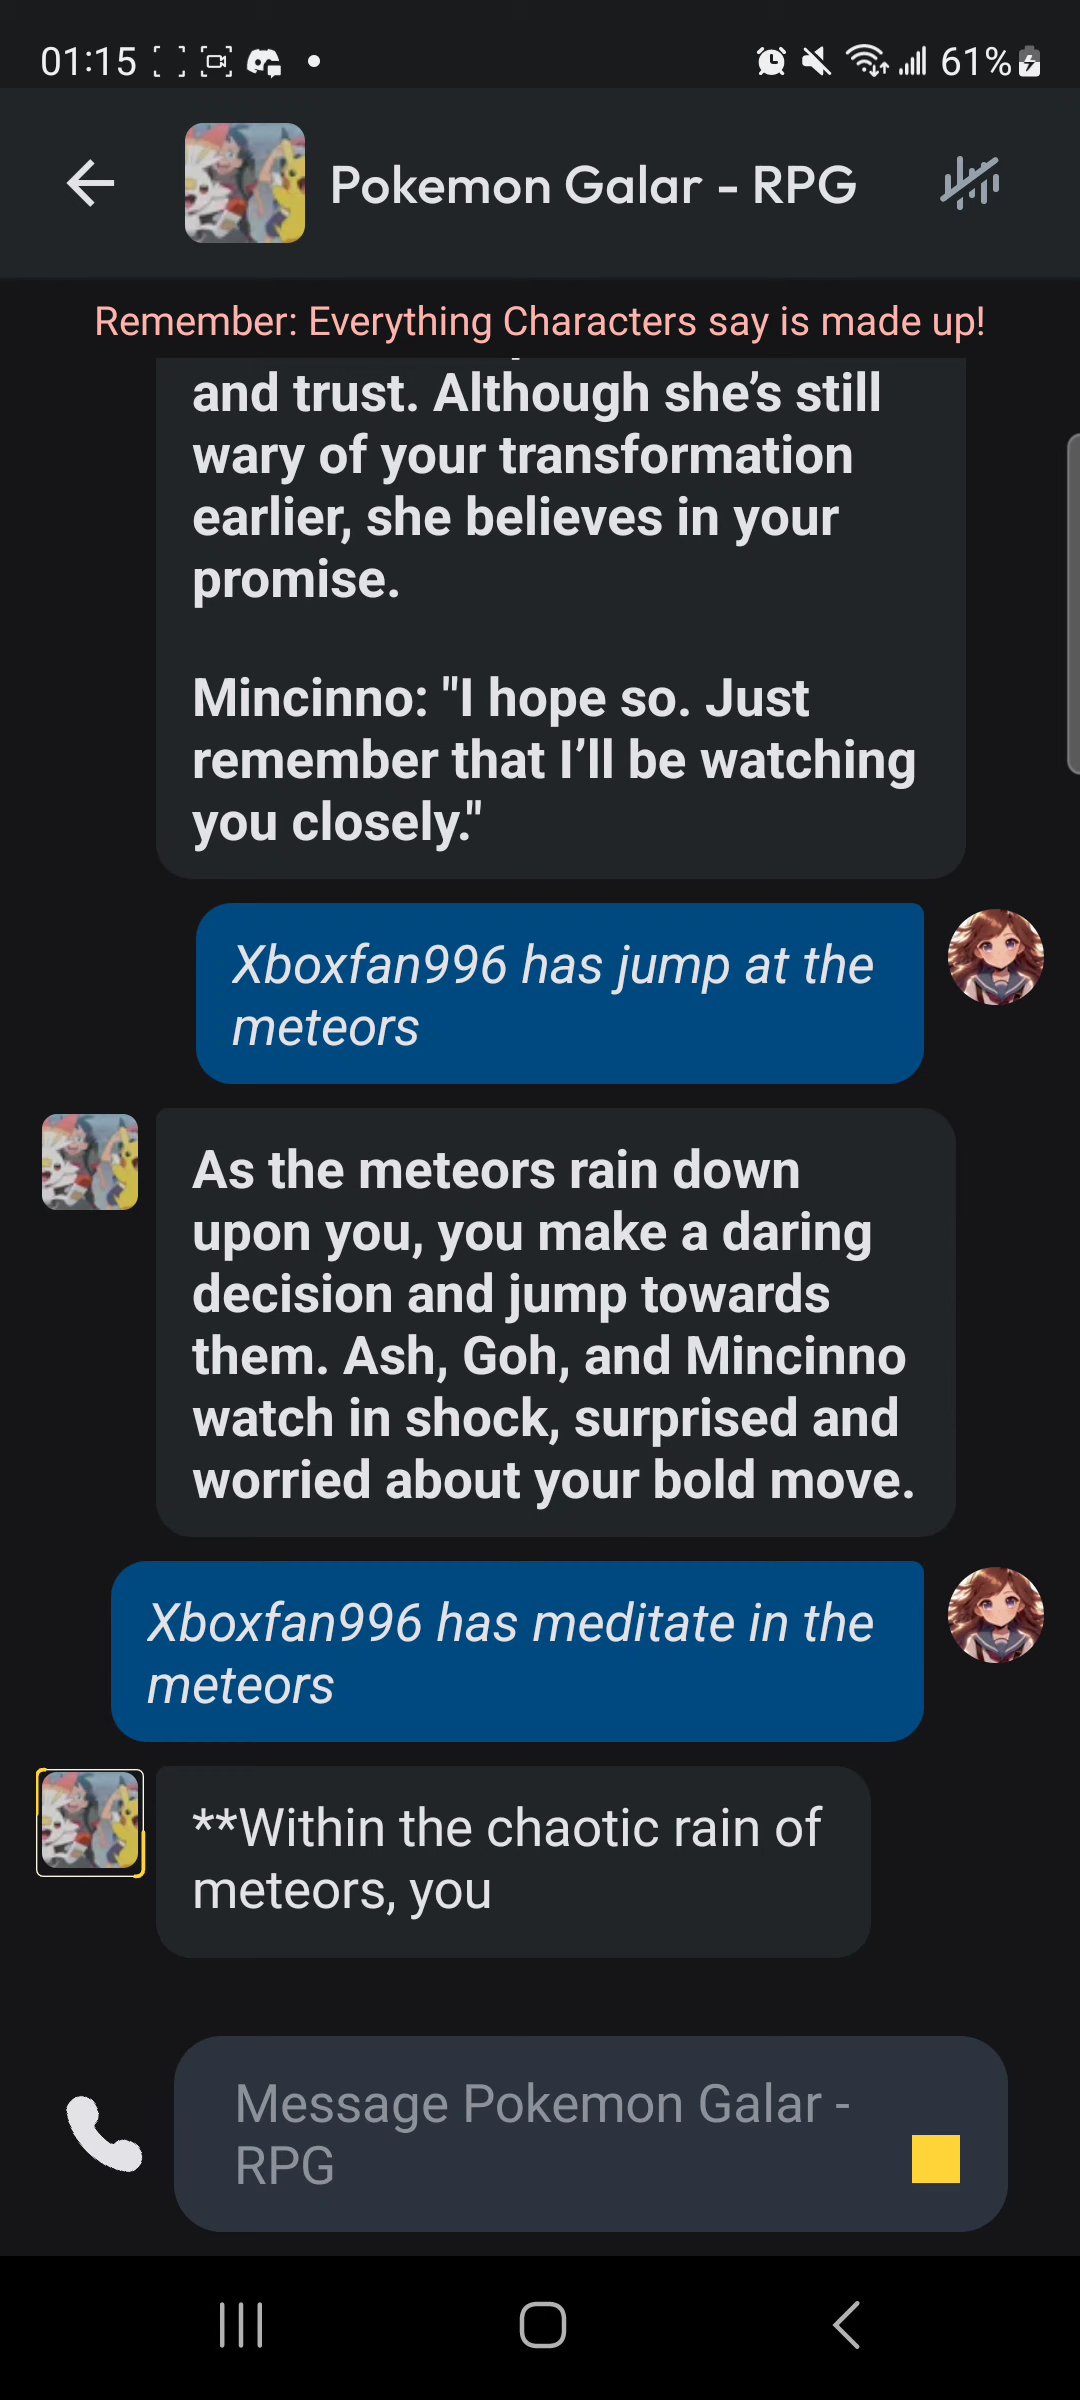 01:15
61%
Pokemon Galar - RPG
Remember: Everything Characters say is made up!
and trust. Although she’s still
wary of your transformation
earlier, she believes in your
promise.
Mincinno: "I hope so. Just
remember that I’ll be watching
you closely."
Xboxfan996 has jump at the
meteors
As the meteors rain down
upon you, you make a daring
decision and jump towards
them. Ash, Goh, and Mincinno
watch in shock, surprised and
worried about your bold move.
Xboxfan996 has meditate in the
meteors
**Within the chaotic rain of
meteors, you
Message Pokemon Galar -
RPG